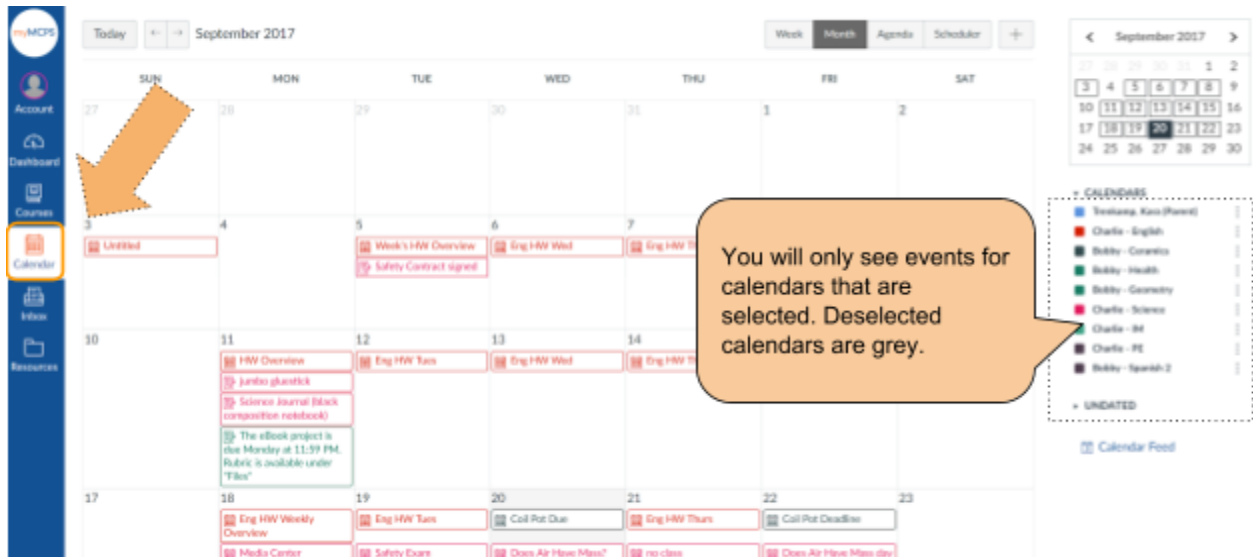 myMCPS
Account
Dashboard
Courses
Calendar
Inbox
Resources
Today
September 2017
Week Month Agenda Scheduler
SUN MON TUE WED THU FRI SAT
27 28 29 30 31 1 2
3 4 5 6 7
Untitled
Week's HW Overview
Eng HW Wed
Eng HW
Safety Contract signed
10 11 12 13 14
HW Overview
Eng HW Tues
Eng HW Wed
Eng HW
jumbo gluestick
Science Journal (black
composition notebook)
The eBook project is
due Monday at 11:59 PM.
Rubric is available under
"Files"
17 18 19 20 21 22 23
Eng HW Weekly
Overview
Eng HW Tues
Coil Pot Due
Eng HW Thurs
Coil Pot Deadline
Media Center
Safety Exam
Does Air Have Mass?
no class
Does Air Have Mass day
You will only see events for
calendars that are
selected. Deselected
calendars are grey.
September 2017
27 28 29 30 31 1 2
3 4 5 6 7 8 9
10 11 12 13 14 15 16
17 18 19 20 21 22 23
24 25 26 27 28 29 30
CALENDARS
Kara (Parent)
Charlie - English
Bobby - Ceramics
Bobby - Health
Bobby - Geometry
Charlie - Science
Charlie - IM
Charlie - PE
Bobby - Spanish 2
UNDATED
Calendar Feed